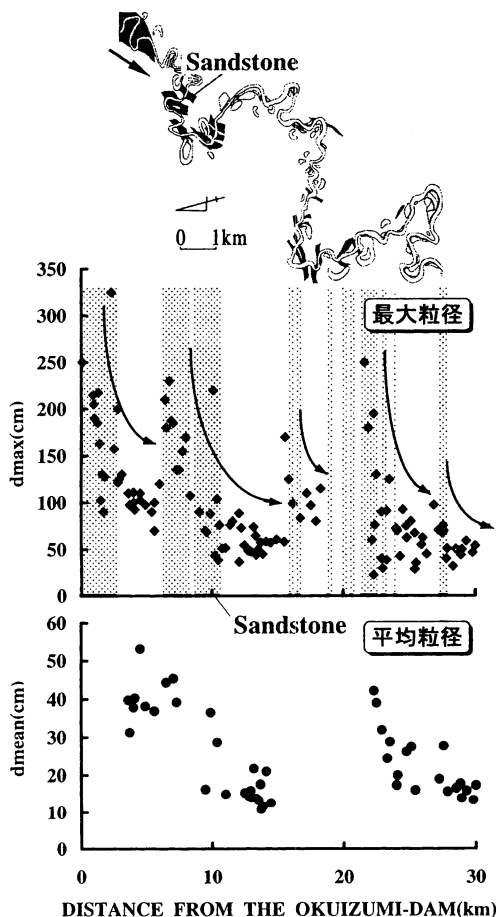 Sandstone
0 1km
350
300
250
200
150
100
50
0
dmax(cm)
最大粒径
Sandstone
60
50
40
30
20
10
0
dmean(cm)
平均粒径
0 10 20 30
DISTANCE FROM THE OKUIZUMI-DAM(km)